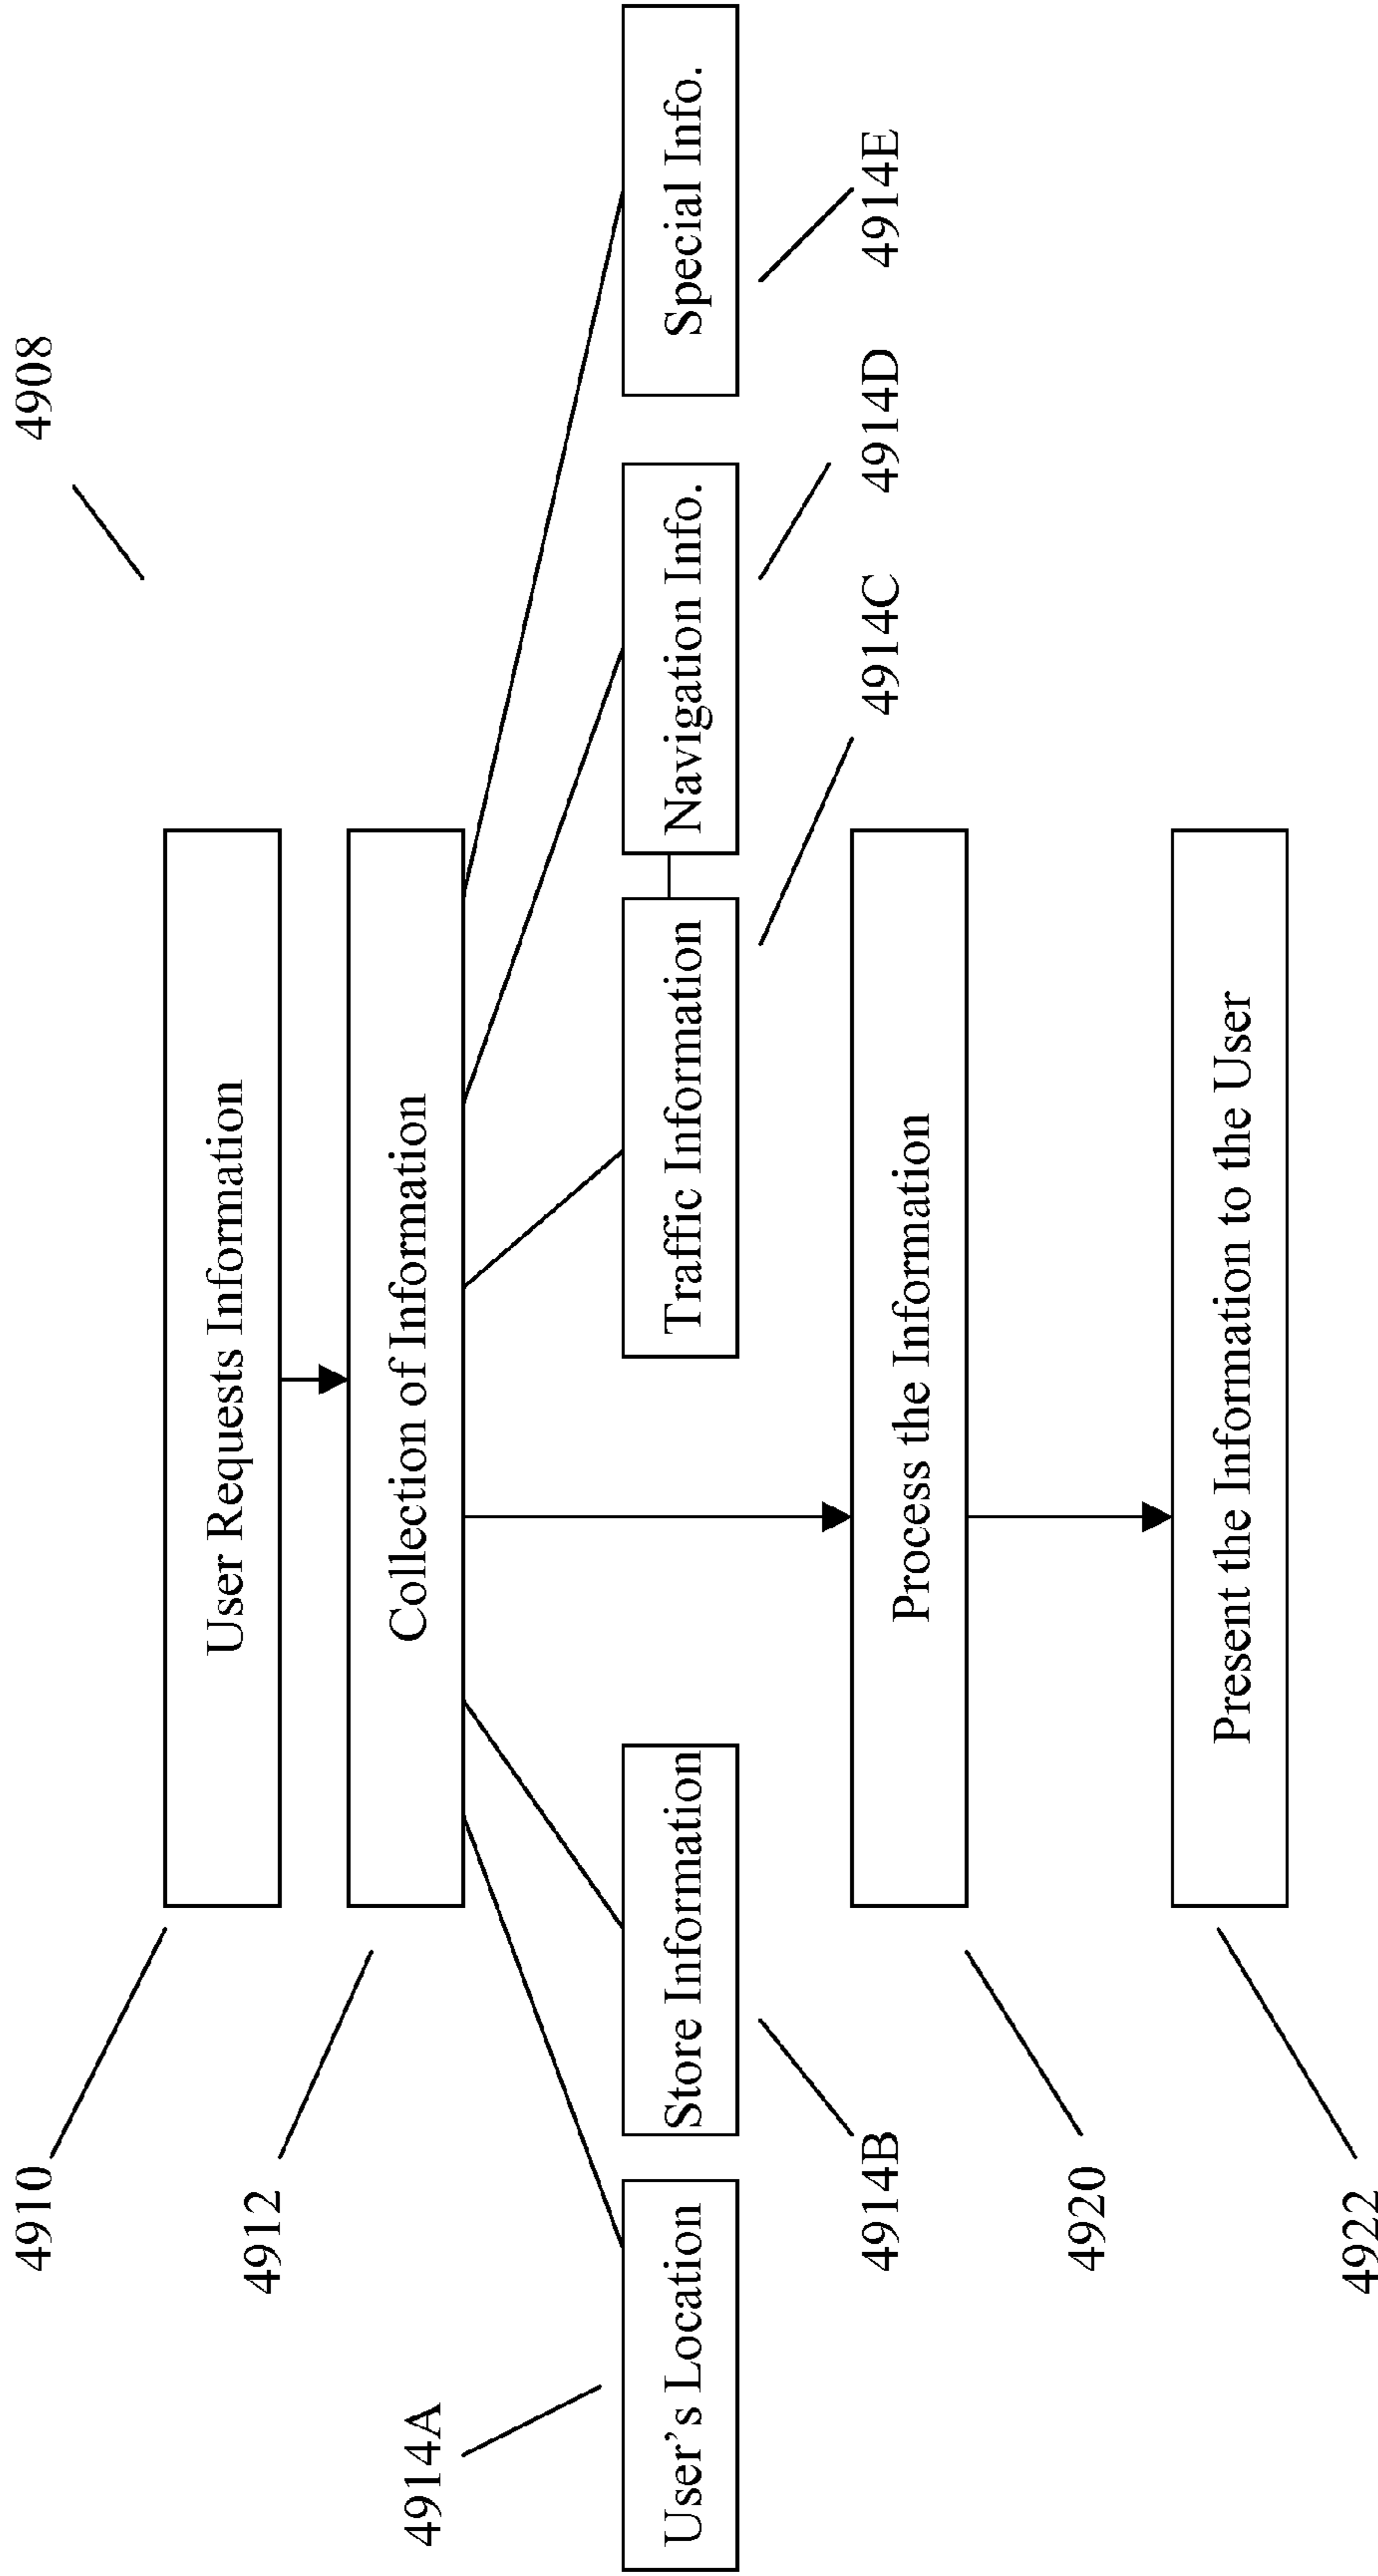 4908
4910
User Requests Information
4912
Collection of Information
4914A
User's Location
Store Information
Traffic Information
Navigation Info.
Special Info.
4914B
4914C
4914D
4914E
Process the Information
4920
Present the Information to the User
4922